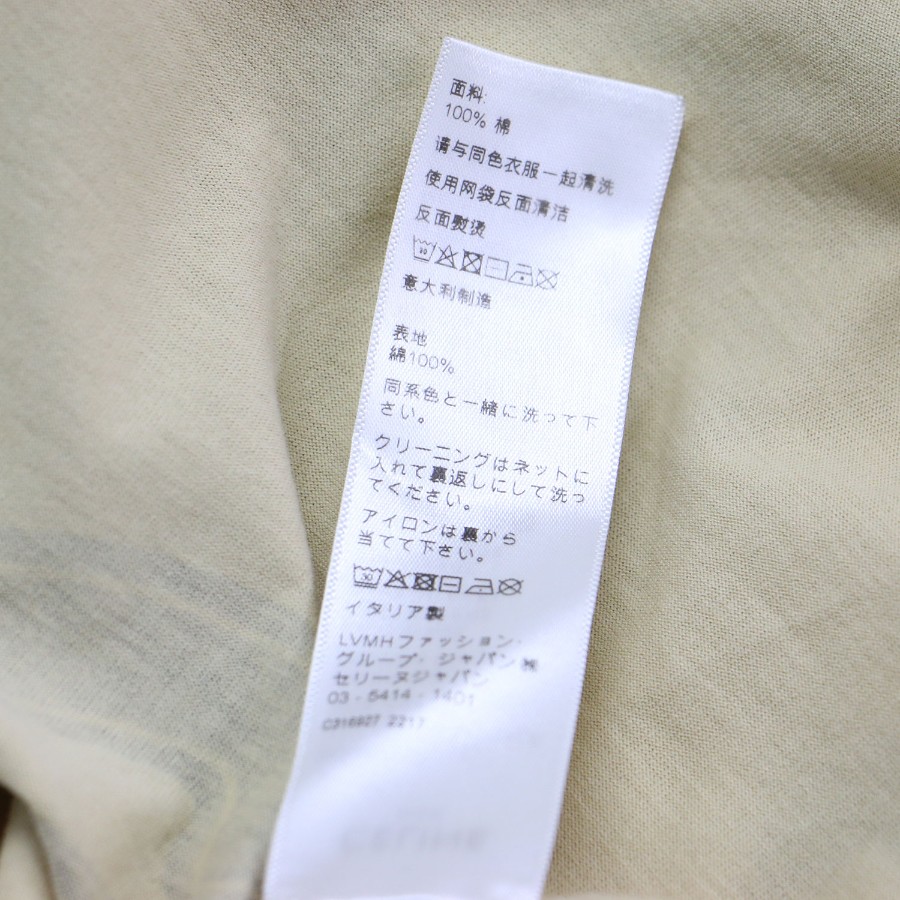 面料:
100% 棉
请与同色衣服一起清洗
使用网袋反面清洁
反面熨烫
30
意大利制造
表地
綿100%
同系色と一緒に洗って下
さい。
クリーニングはネットに
入れて裏返しにして洗っ
てください。
アイロンは裏から
当てて下さい。
30
イタリア製
LVMHファッション・
グループ・ジャパン㈱
セリーヌジャパン
03 - 5414 - 1401
C316927 2217